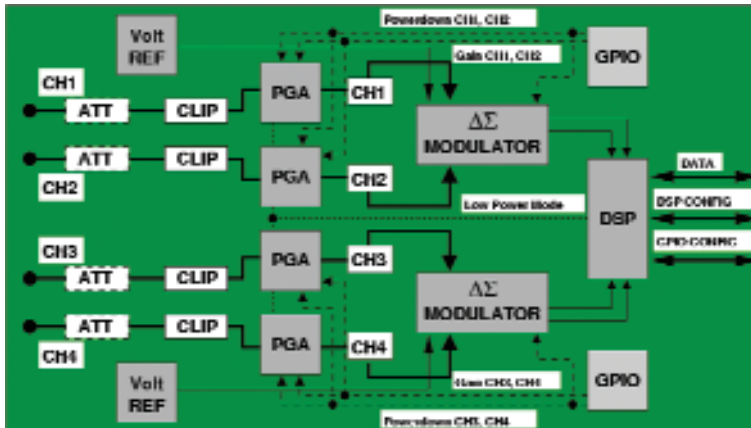 Powerdown CH1, CH2
Volt
REF
Gain CH1, CH2
GPIO
CH1
PGA
CH1
ATT
CLIP
ΔΣ
MODULATOR
ATT
CLIP
PGA
CH2
CH2
DATA
Low Power Mode
DSP
DSP CONFIG
GPIO CONFIG
CH3
PGA
CH3
ATT
CLIP
ΔΣ
MODULATOR
ATT
CLIP
PGA
CH4
CH4
Volt
REF
Gain CH3, CH4
GPIO
Powerdown CH3, CH4